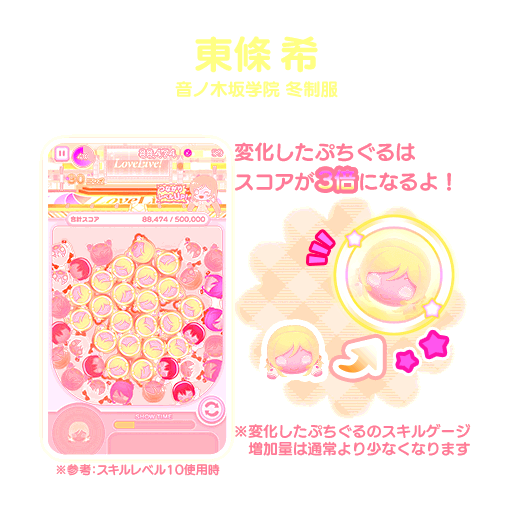 東條 希
音ノ木坂学院 冬制服
変化したぷちぐるは
スコアが3倍になるよ！
LoveLive!
合計スコア
88,474 / 500,000
SHOW TIME
※変化したぷちぐるのスキルゲージ
増加量は通常より少なくなります
※参考：スキルレベル10使用時